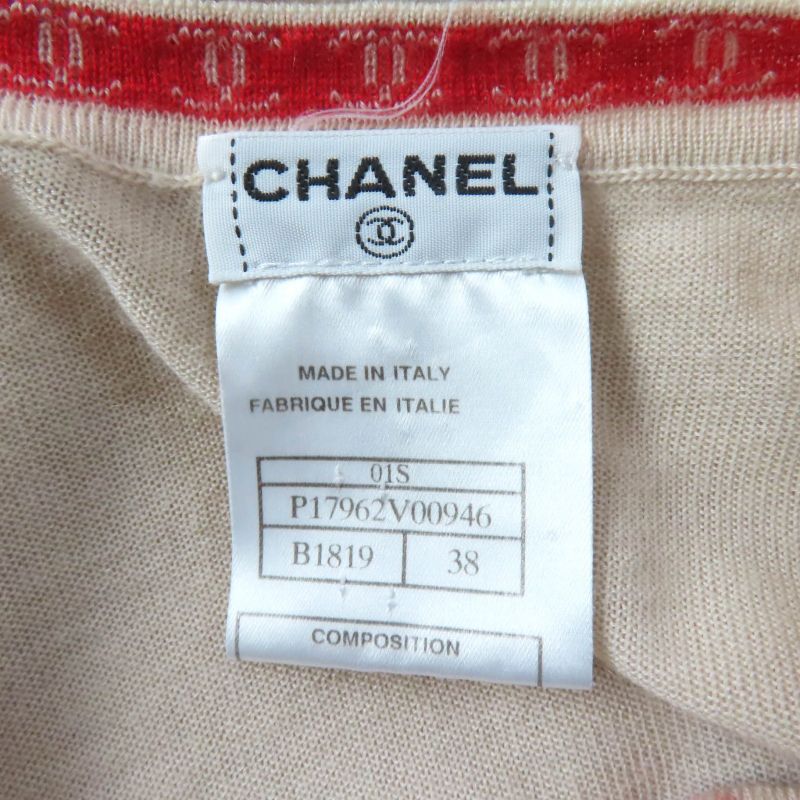 CHANEL
MADE IN ITALY
FABRIQUE EN ITALIE
01S
P17962V00946
B1819 38
COMPOSITION